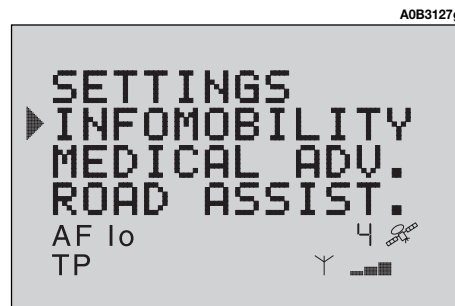 A0B3127g
SETTINGS
INFOMOBILITY
MEDICAL ADV.
ROAD ASSIST.
AF lo 4
TP